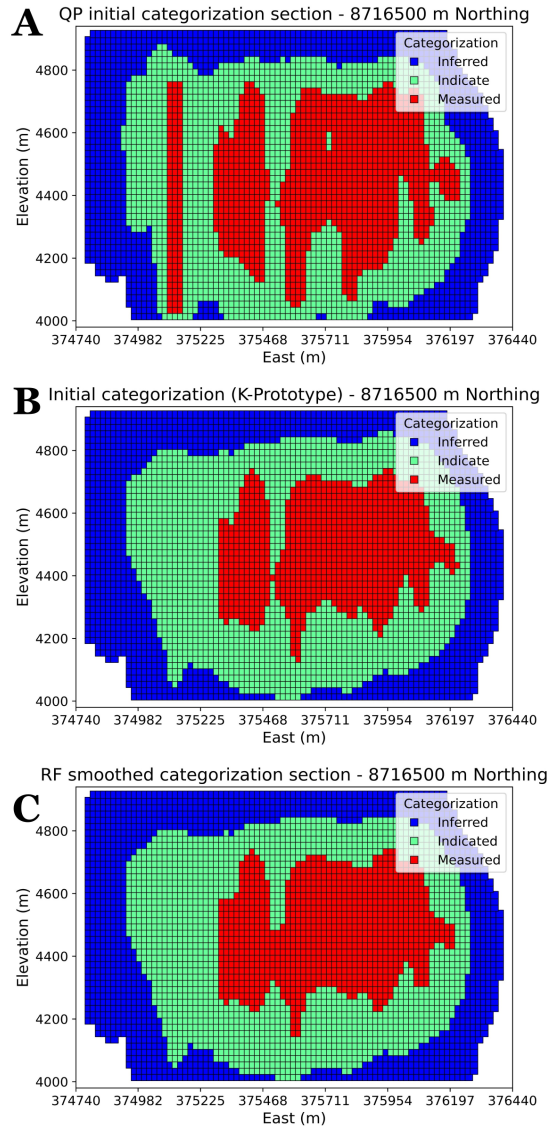 A
QP initial categorization section - 8716500 m Northing
Categorization
Inferred
Indicate
Measured
Elevation (m)
4800
4600
4400
4200
4000
374740 374982 375225 375468 375711 375954 376197 376440
East (m)
B
Initial categorization (K-Prototype) - 8716500 m Northing
Categorization
Inferred
Indicate
Measured
Elevation (m)
4800
4600
4400
4200
4000
374740 374982 375225 375468 375711 375954 376197 376440
East (m)
C
RF smoothed categorization section - 8716500 m Northing
Categorization
Inferred
Indicated
Measured
Elevation (m)
4800
4600
4400
4200
4000
374740 374982 375225 375468 375711 375954 376197 376440
East (m)